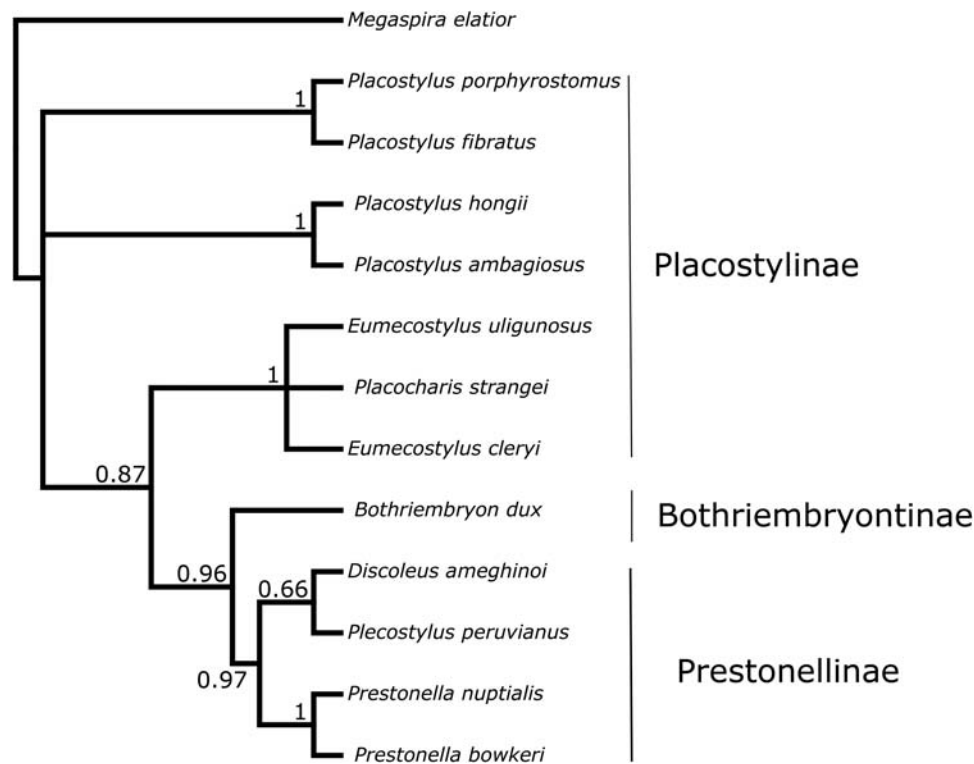 Megaspira elatior
Placostylus porphyrostomus
1
Placostylus fibratus
Placostylus hongii
1
Placostylus ambagiosus
Placostylinae
Eumecostylus uligunosus
1
Placocharis strangei
Eumecostylus cleryi
0.87
Bothriembryon dux
Bothriembryontinae
0.96
Discoleus ameghinoi
0.66
Plecostylus peruvianus
Prestonellinae
0.97
Prestonella nuptialis
1
Prestonella bowkeri